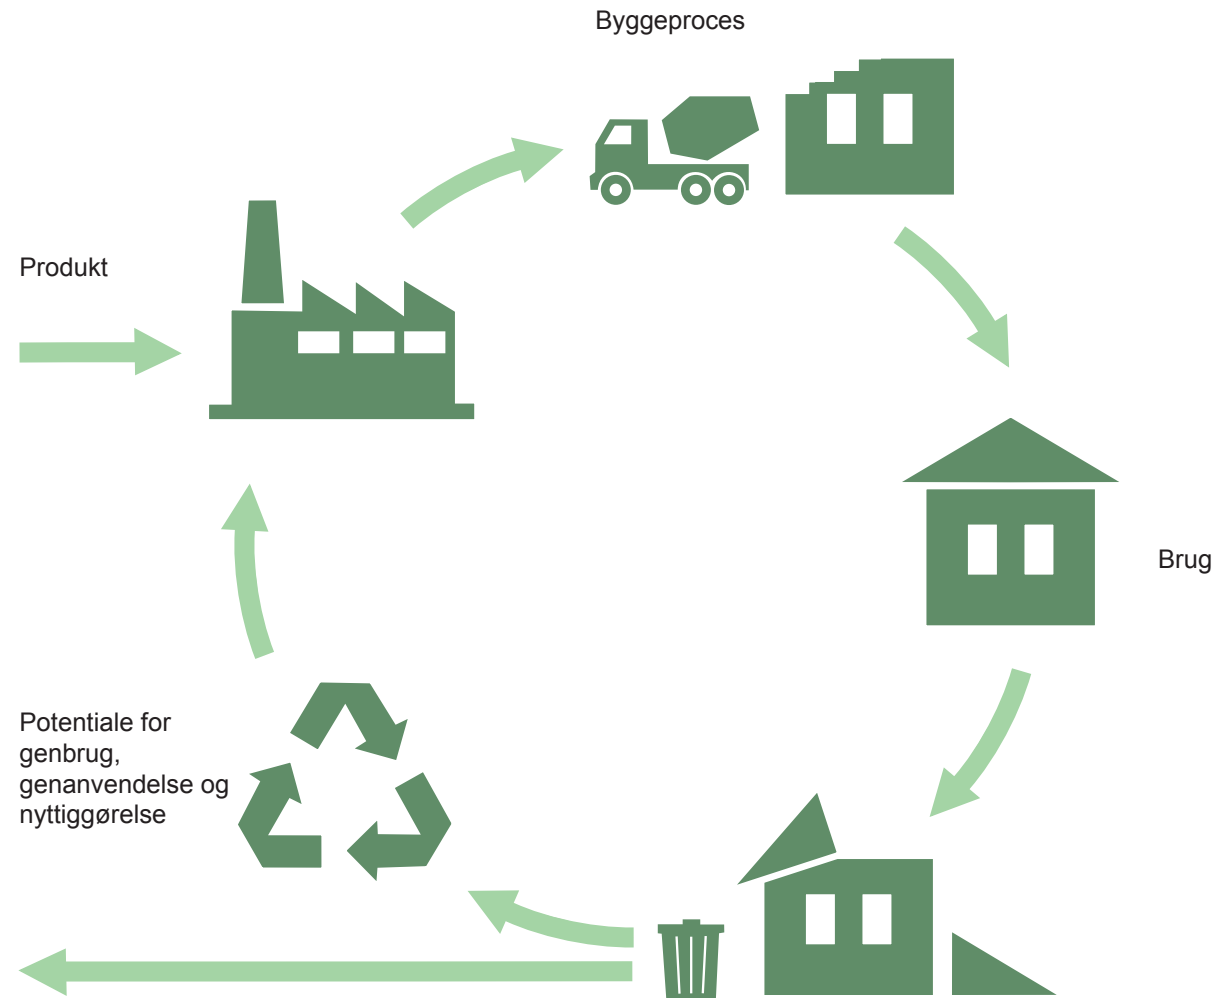 Byggeproces
Produkt
Brug
Potentiale for
genbrug,
genanvendelse og
nyttiggørelse